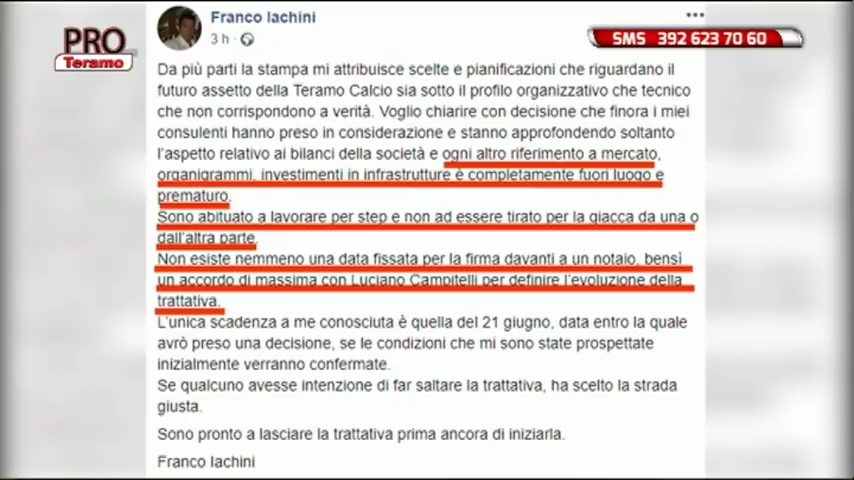 Franco Iachini
3 h
PRO
Teramo
SMS 392 623 70 60
Da più parti la stampa mi attribuisce scelte e pianificazioni che riguardano il
futuro assetto della Teramo Calcio sia sotto il profilo organizzativo che tecnico
che non corrispondono a verità. Voglio chiarire con decisione che finora i miei
consulenti hanno preso in considerazione e stanno approfondendo soltanto
l'aspetto relativo ai bilanci della società e ogni altro riferimento a mercato,
organigrammi, investimenti in infrastrutture è completamente fuori luogo e
prematuro.
Sono abituato a lavorare per step e non ad essere tirato per la giacca da una o
dall'altra parte.
Non esiste nemmeno una data fissata per la firma davanti a un notaio, bensì
un accordo di massima con Luciano Campitelli per definire l'evoluzione della
trattativa.
L'unica scadenza a me conosciuta è quella del 21 giugno, data entro la quale
avrò preso una decisione, se le condizioni che mi sono state prospettate
inizialmente verranno confermate.
Se qualcuno avesse intenzione di far saltare la trattativa, ha scelto la strada
giusta.
Sono pronto a lasciare la trattativa prima ancora di iniziarla.
Franco Iachini